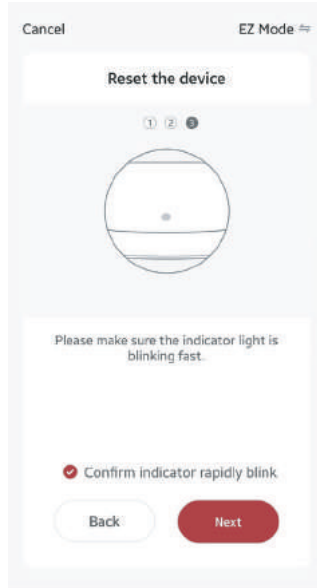 Cancel
EZ Mode ⇋
Reset the device
1 2 3
Please make sure the indicator light is
blinking fast.
Confirm indicator rapidly blink
Back
Next